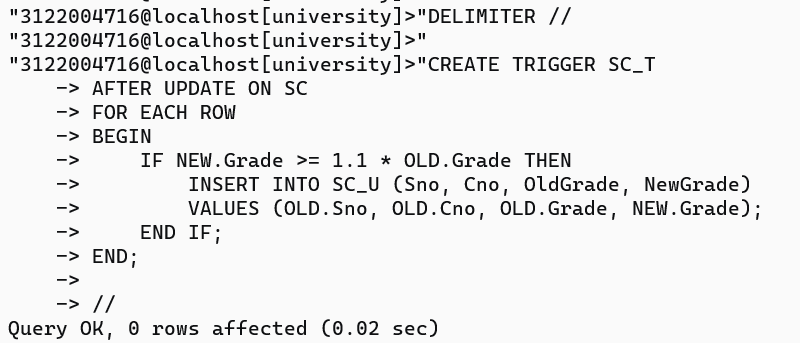 "3122004716@localhost[university]>"DELIMITER //
"3122004716@localhost[university]>"
"3122004716@localhost[university]>"CREATE TRIGGER SC_T
    -> AFTER UPDATE ON SC
    -> FOR EACH ROW
    -> BEGIN
    ->     IF NEW.Grade >= 1.1 * OLD.Grade THEN
    ->         INSERT INTO SC_U (Sno, Cno, OldGrade, NewGrade)
    ->         VALUES (OLD.Sno, OLD.Cno, OLD.Grade, NEW.Grade);
    ->     END IF;
    -> END;
    ->
    -> //
Query OK, 0 rows affected (0.02 sec)